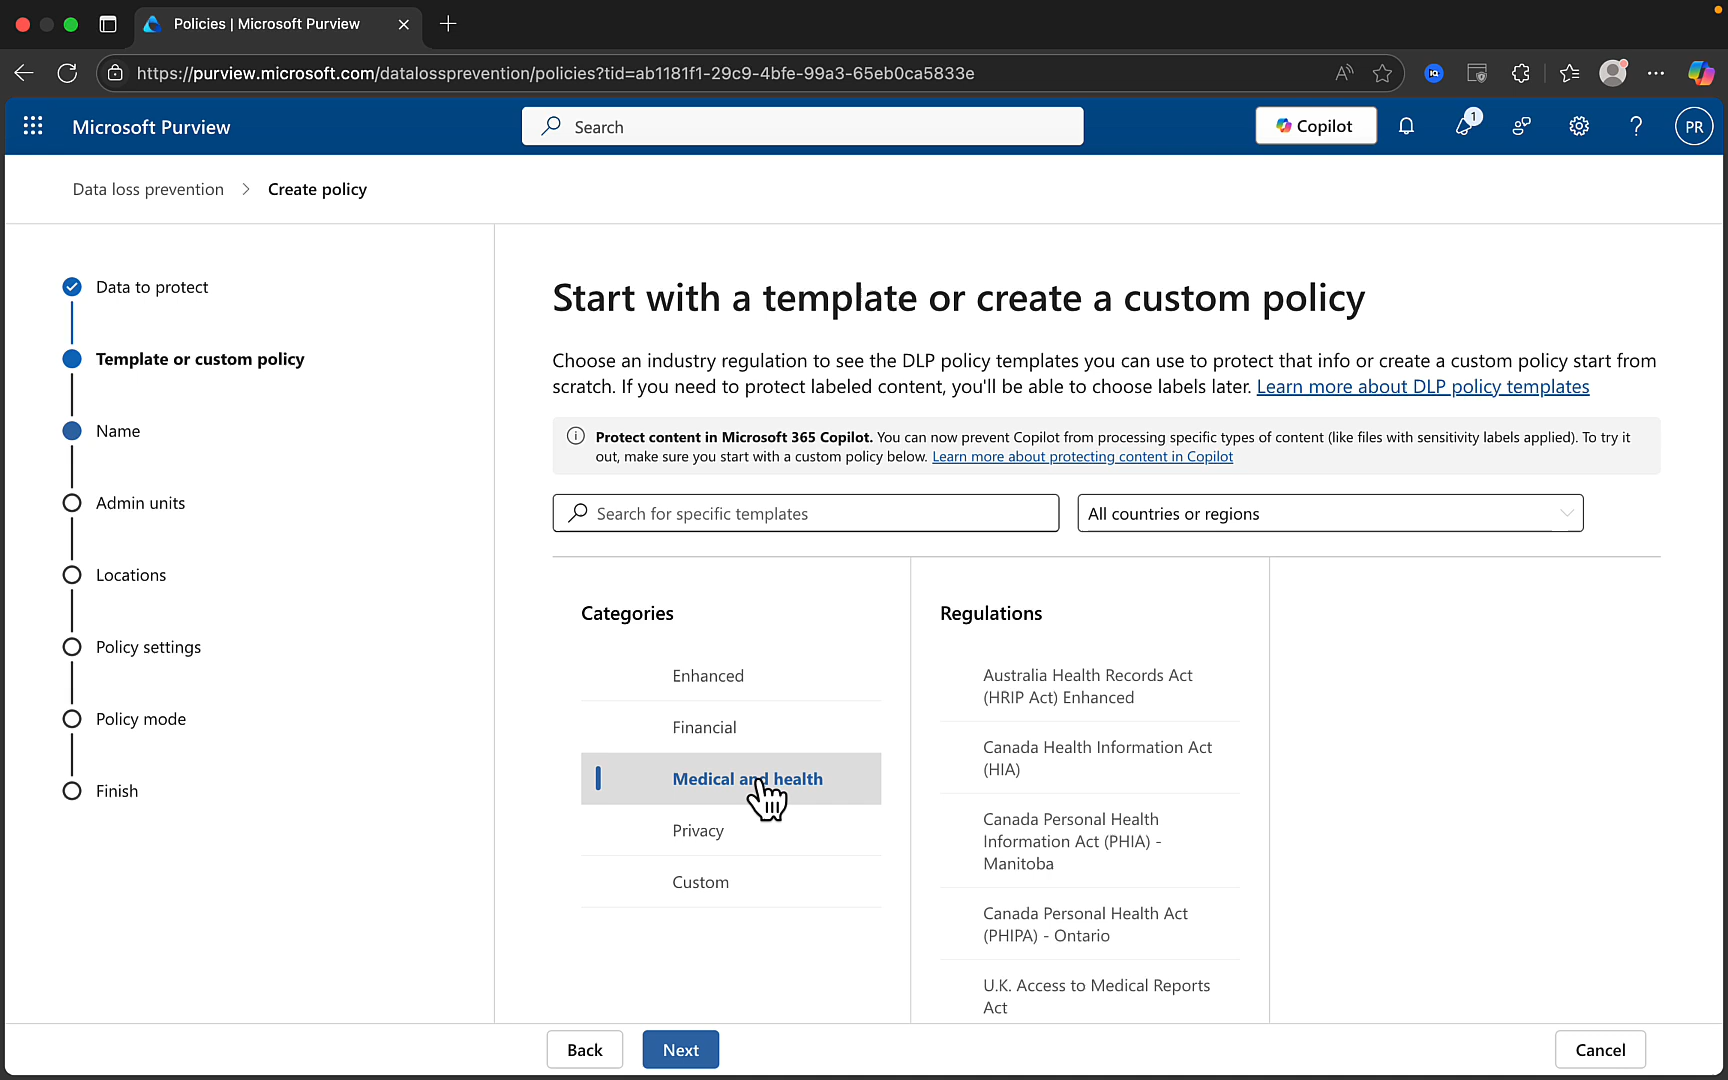 Policies | Microsoft Purview
https://purview.microsoft.com/datalossprevention/policies?tid=ab1181f1-29c9-4bfe-99a3-65eb0ca5833e
Microsoft Purview
Search
Copilot
1
PR
Data loss prevention > Create policy
Data to protect
Template or custom policy
Name
Admin units
Locations
Policy settings
Policy mode
Finish
Start with a template or create a custom policy
Choose an industry regulation to see the DLP policy templates you can use to protect that info or create a custom policy start from
scratch. If you need to protect labeled content, you'll be able to choose labels later. Learn more about DLP policy templates
Protect content in Microsoft 365 Copilot. You can now prevent Copilot from processing specific types of content (like files with sensitivity labels applied). To try it
out, make sure you start with a custom policy below. Learn more about protecting content in Copilot
Search for specific templates
All countries or regions
Categories
Enhanced
Financial
Medical and health
Privacy
Custom
Regulations
Australia Health Records Act
(HRIP Act) Enhanced
Canada Health Information Act
(HIA)
Canada Personal Health
Information Act (PHIA) -
Manitoba
Canada Personal Health Act
(PHIPA) - Ontario
U.K. Access to Medical Reports
Act
Back
Next
Cancel